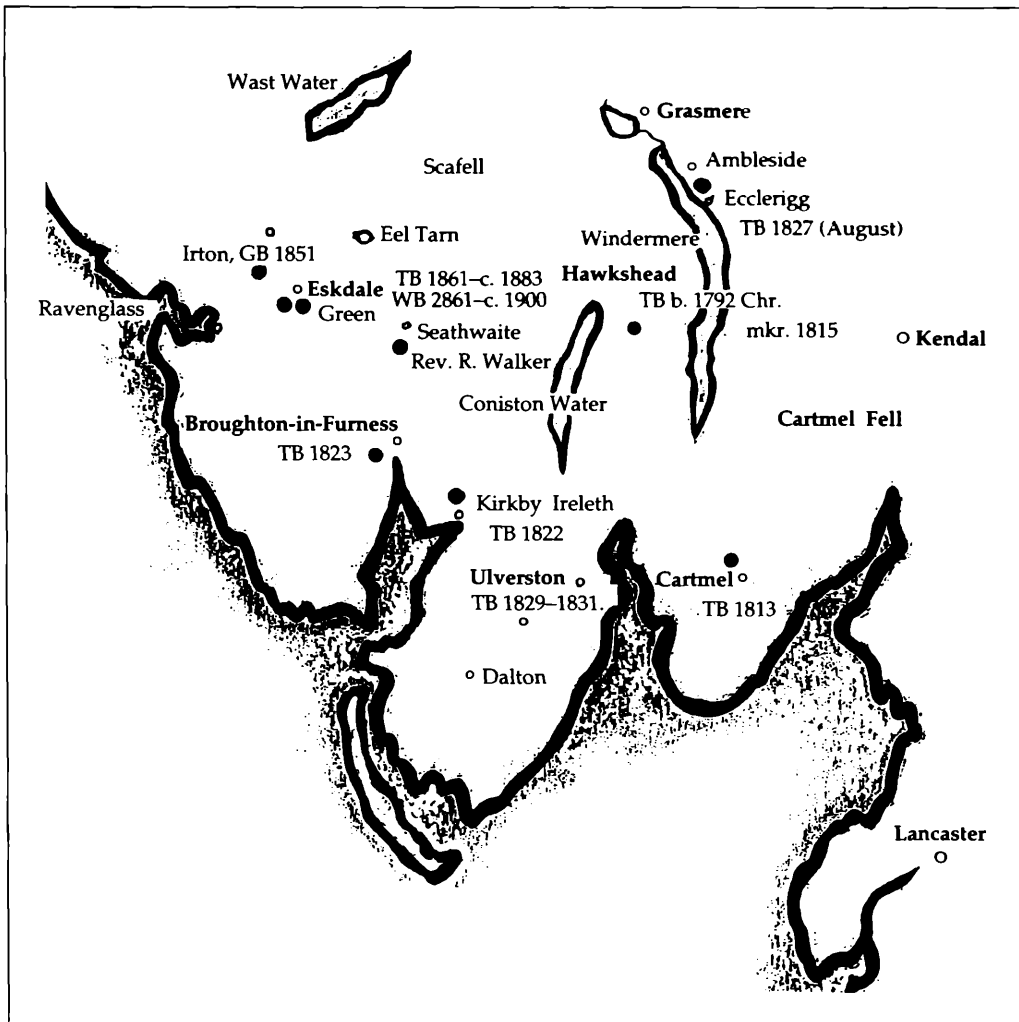 Wast Water
Grasmere
Scafell
Ambleside
Ecclerigg
TB 1827 (August)
Eel Tarn
Windermere
Irton, GB 1851
Hawkshead
TB 1861–c. 1883
Eskdale
WB 2861–c. 1900
TB b. 1792 Chr.
mkr. 1815
Ravenglass
Green
Seathwaite
Rev. R. Walker
Kendal
Coniston Water
Cartmel Fell
Broughton-in-Furness
TB 1823
Kirkby Ireleth
TB 1822
Ulverston
TB 1829–1831.
Cartmel
TB 1813
Dalton
Lancaster